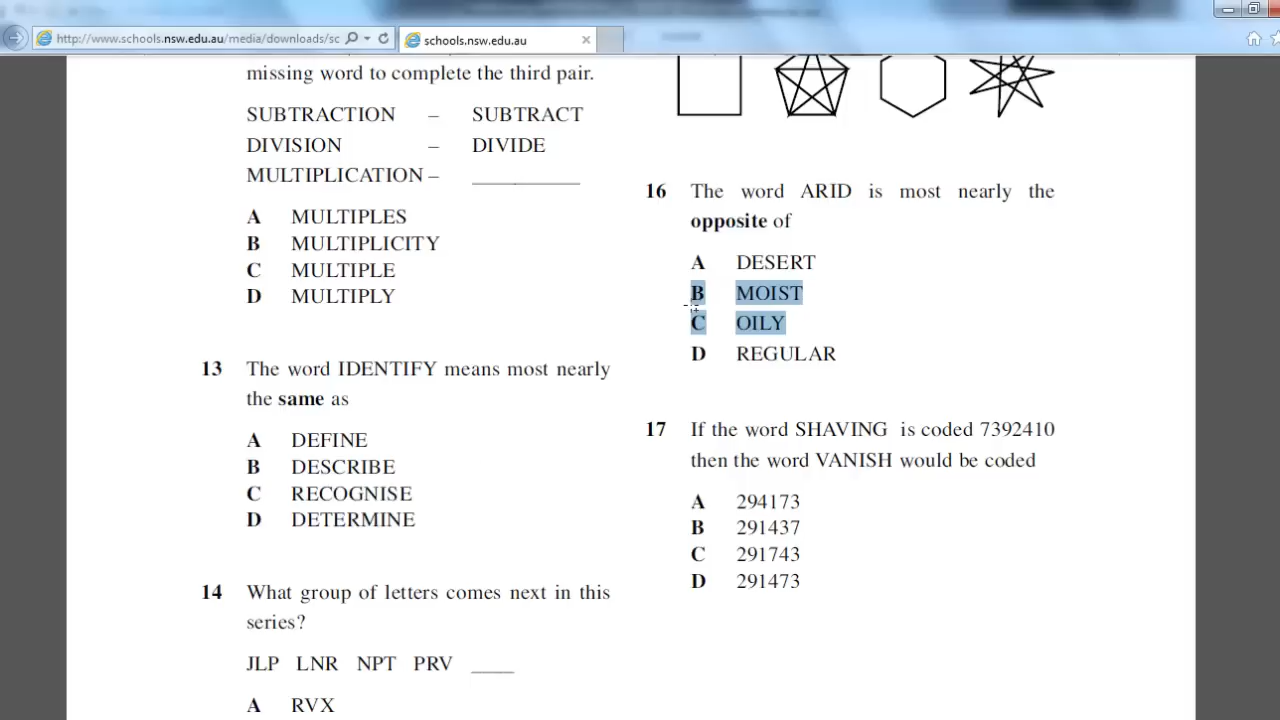 http://www.schools.nsw.edu.au/media/downloads/sc
schools.nsw.edu.au
missing word to complete the third pair.
SUBTRACTION – SUBTRACT
DIVISION – DIVIDE
MULTIPLICATION – __________
A MULTIPLES
B MULTIPLICITY
C MULTIPLE
D MULTIPLY
13 The word IDENTIFY means most nearly
the same as
A DEFINE
B DESCRIBE
C RECOGNISE
D DETERMINE
14 What group of letters comes next in this
series?
JLP LNR NPT PRV ____
A RVX
16 The word ARID is most nearly the
opposite of
A DESERT
B MOIST
C OILY
D REGULAR
17 If the word SHAVING is coded 7392410
then the word VANISH would be coded
A 294173
B 291437
C 291743
D 291473